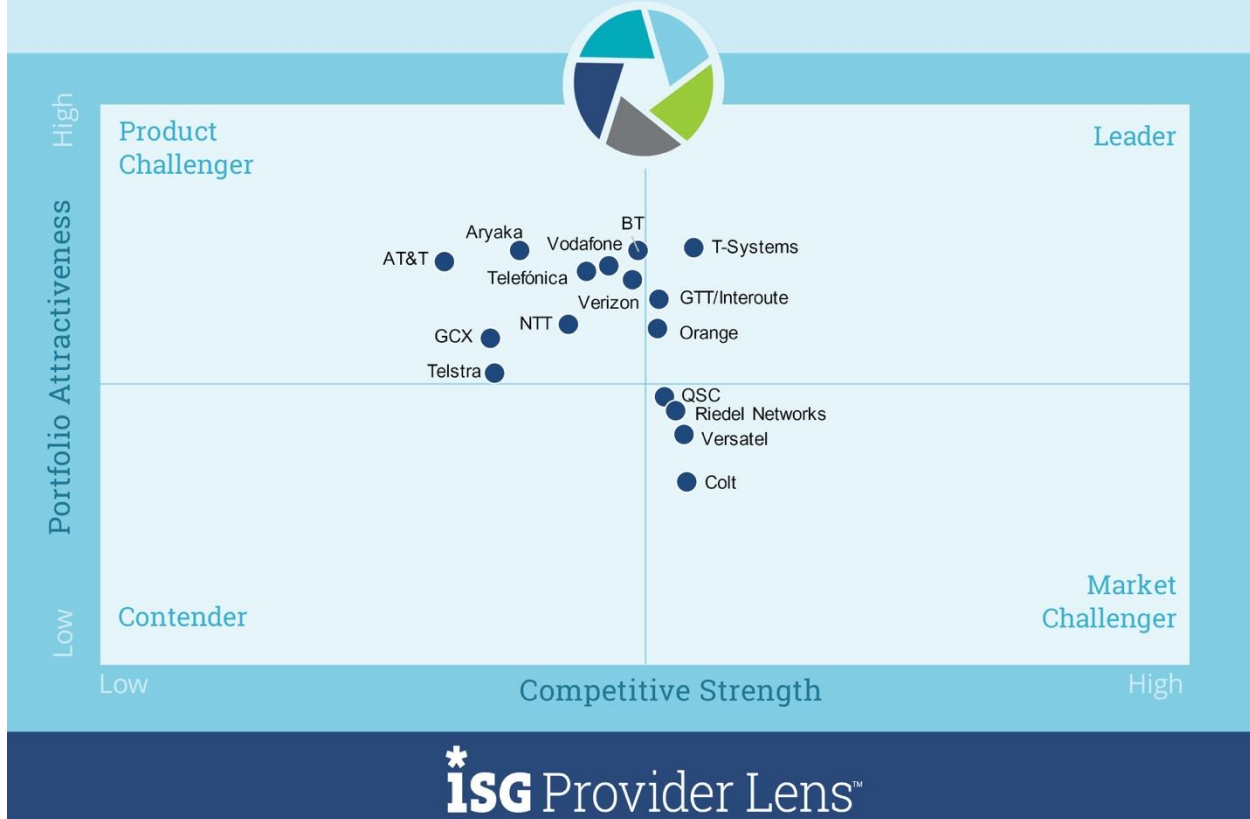 High
Product
Challenger
Leader
BT
Aryaka
Vodafone
T-Systems
AT&T
Telefónica
Verizon
GTT/Interoute
NTT
Orange
GCX
Telstra
QSC
Riedel Networks
Versatel
Colt
Portfolio Attractiveness
Market
Challenger
Contender
Low
Low
Competitive Strength
High
*ISG Provider Lens™